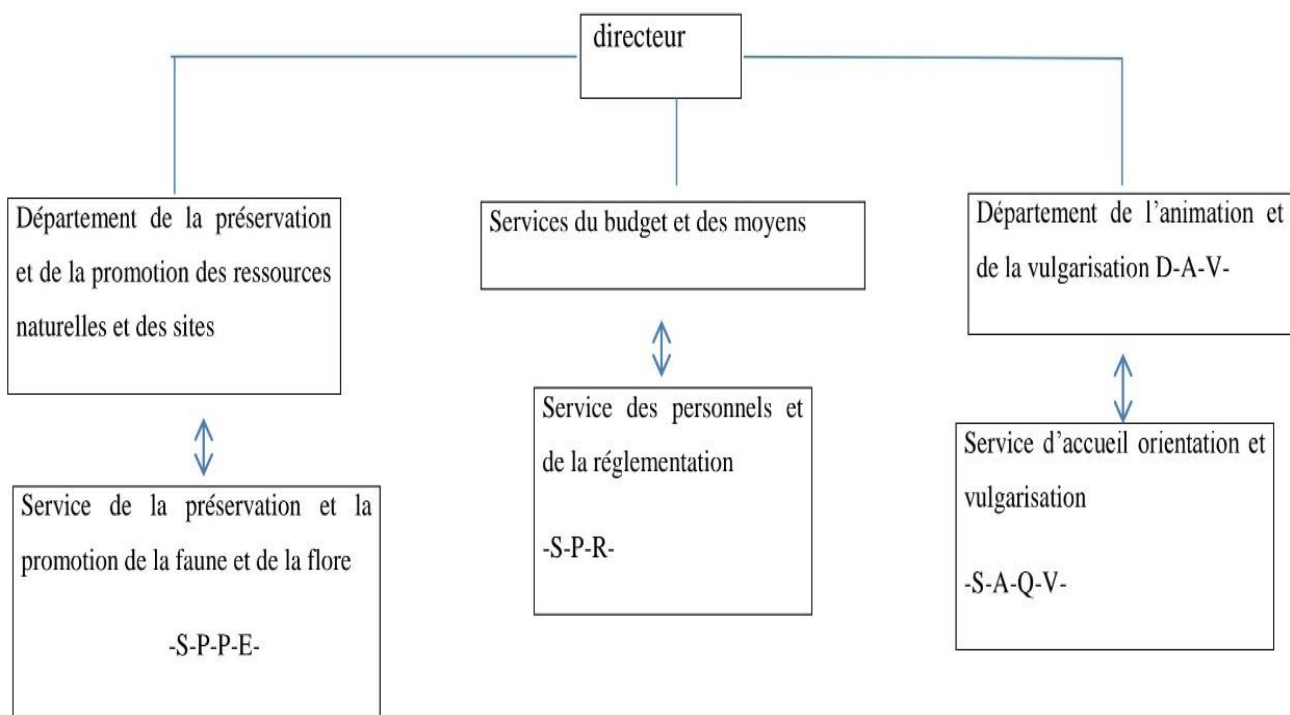 directeur
Département de la préservation
et de la promotion des ressources
naturelles et des sites
Services du budget et des moyens
Département de l’animation et
de la vulgarisation D-A-V-
Service de la préservation et la
promotion de la faune et de la flore
-S-P-P-E-
Service des personnels et
de la réglementation
-S-P-R-
Service d’accueil orientation et
vulgarisation
-S-A-Q-V-